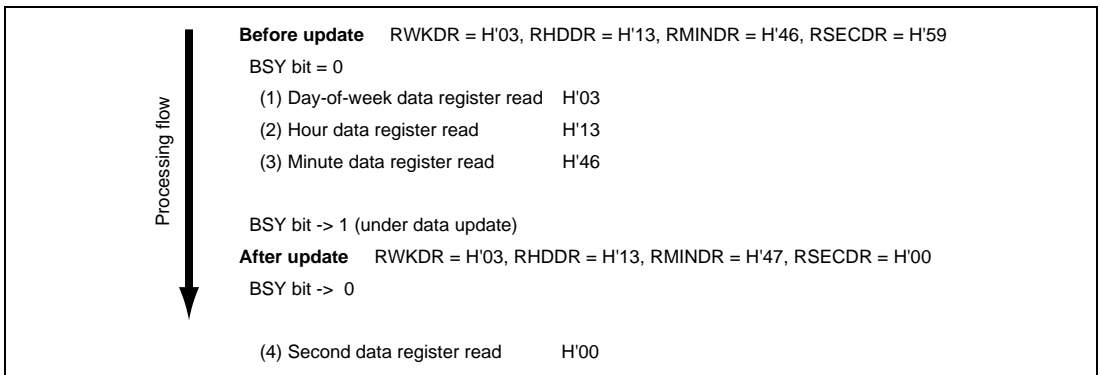 Processing flow
Before update RWKDR = H'03, RHDDR = H'13, RMINDR = H'46, RSECDR = H'59
BSY bit = 0
(1) Day-of-week data register read H'03
(2) Hour data register read H'13
(3) Minute data register read H'46
BSY bit -> 1 (under data update)
After update RWKDR = H'03, RHDDR = H'13, RMINDR = H'47, RSECDR = H'00
BSY bit -> 0
(4) Second data register read H'00